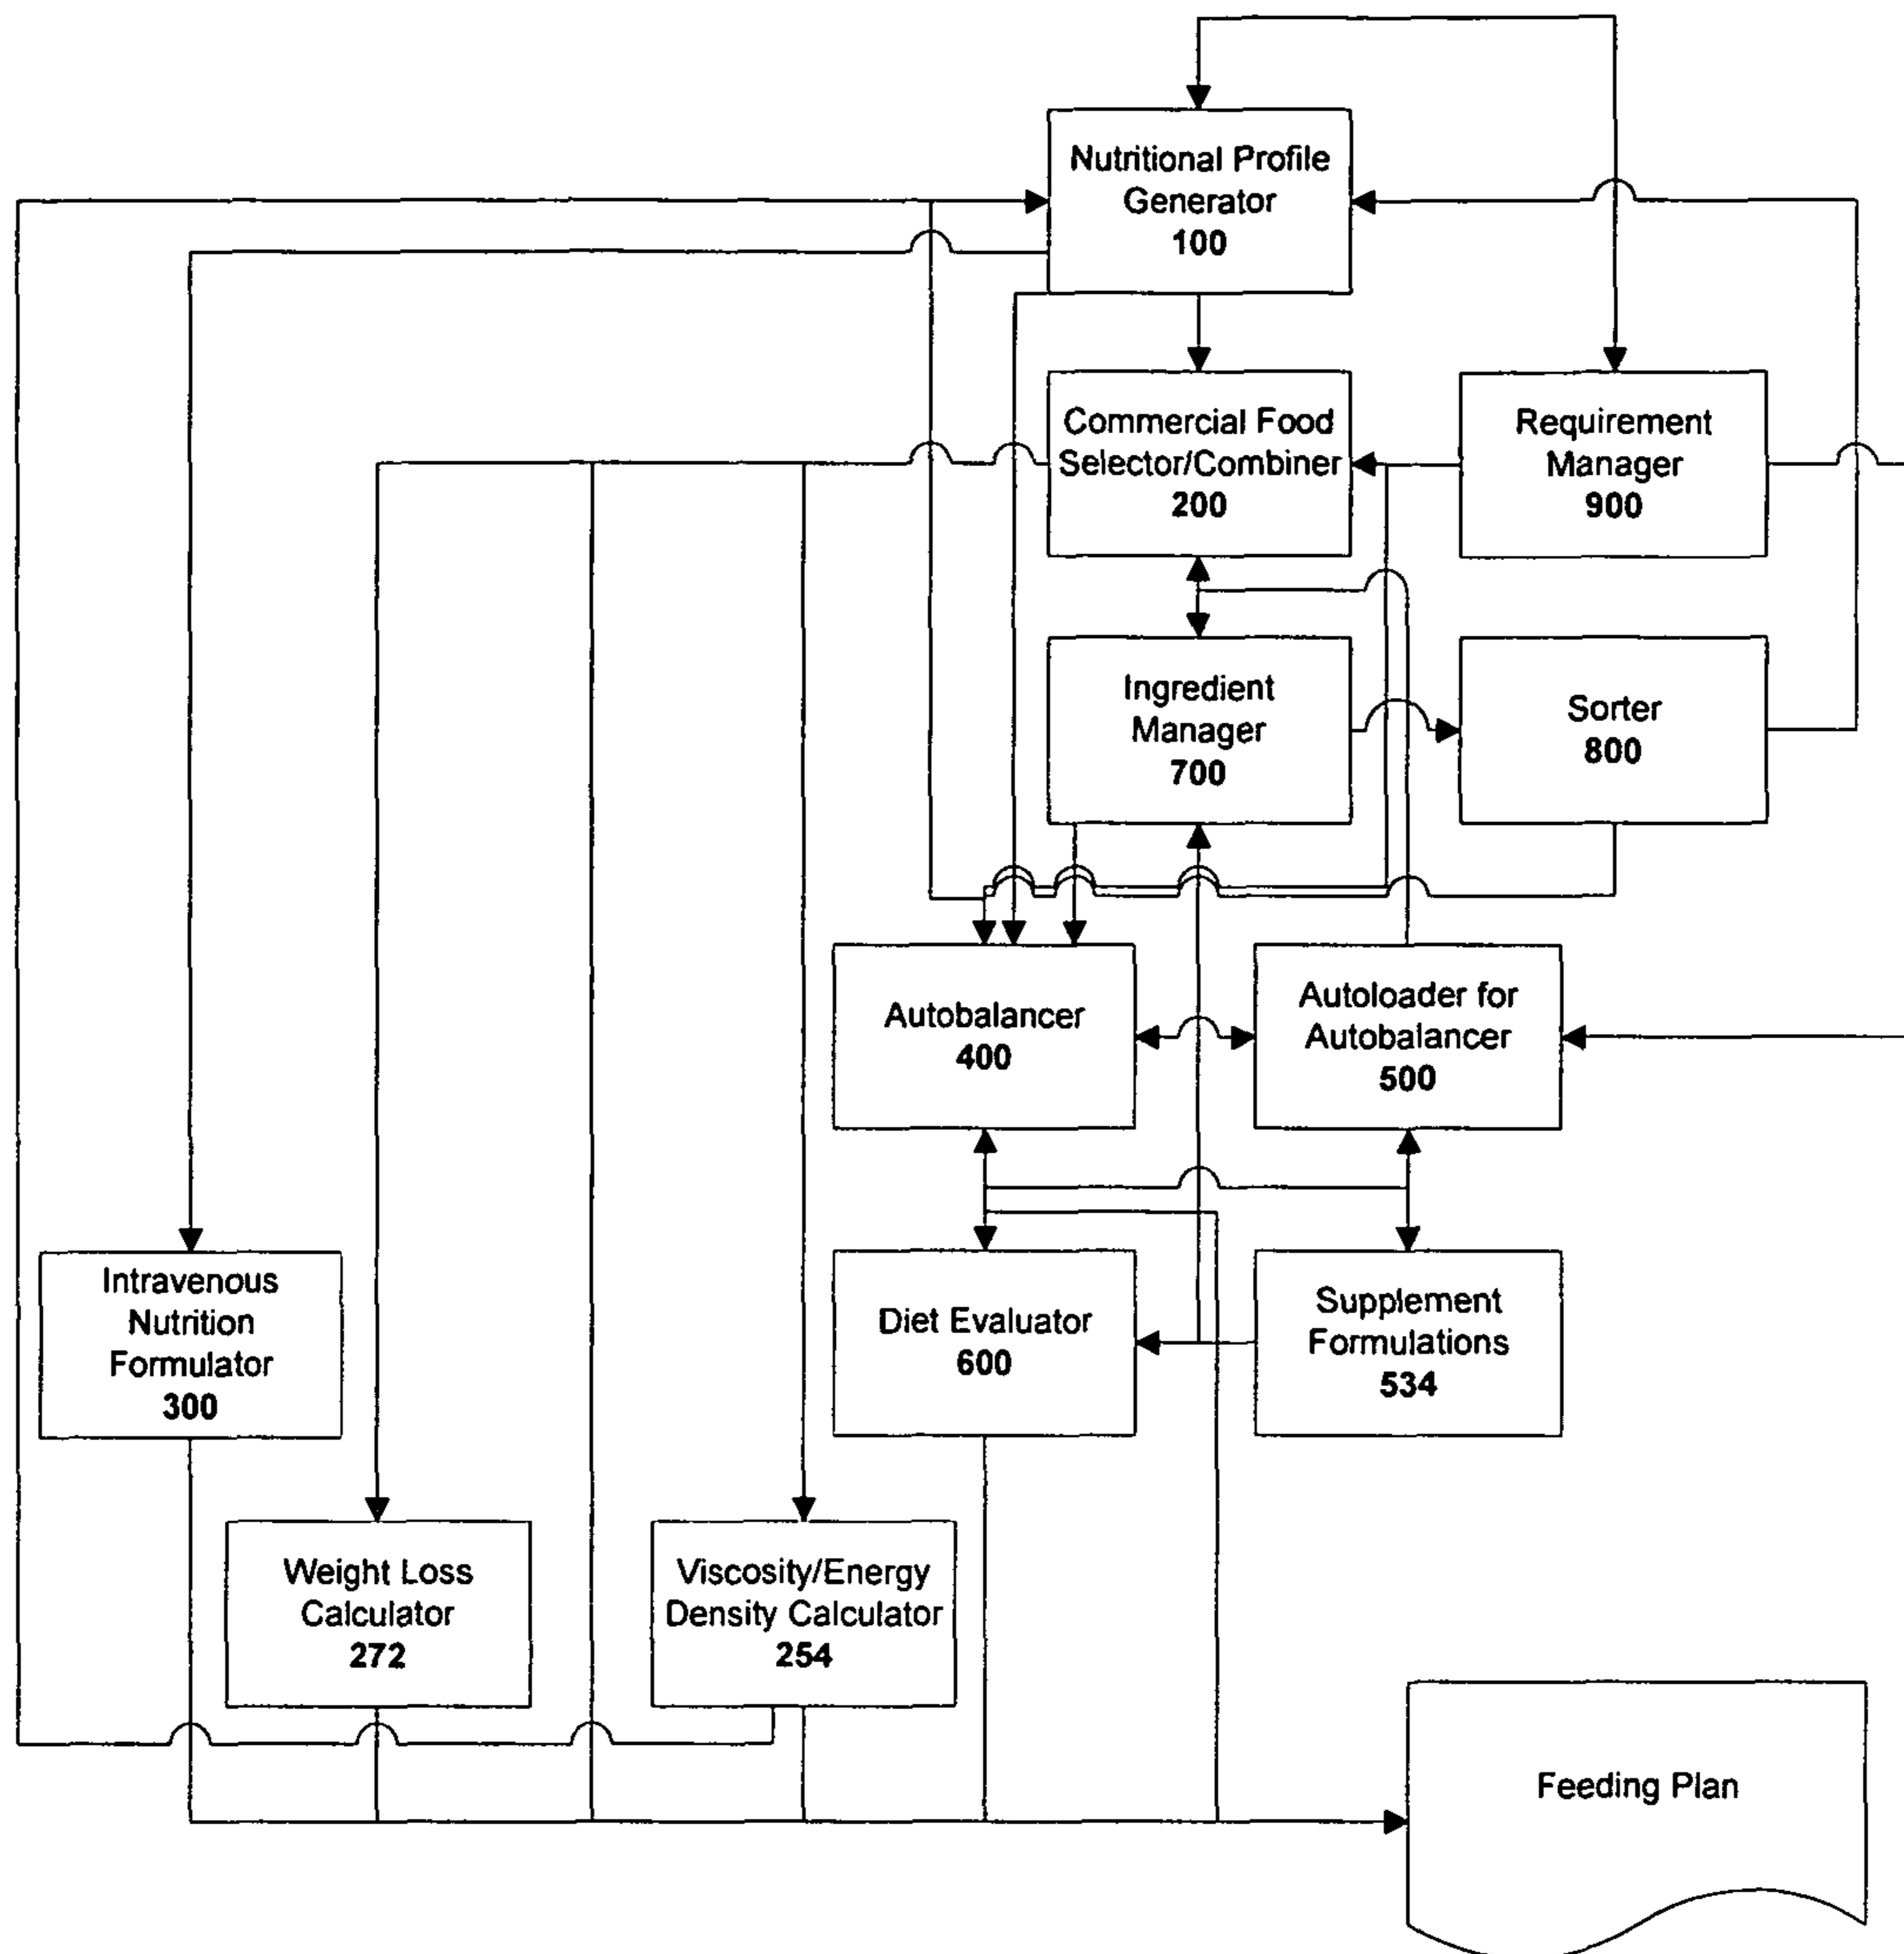 Nutritional Profile
Generator
100
Commercial Food
Selector/Combiner
200
Requirement
Manager
900
Ingredient
Manager
700
Sorter
800
Autobalancer
400
Autoloader for
Autobalancer
500
Intravenous
Nutrition
Formulator
300
Diet Evaluator
600
Supplement
Formulations
534
Weight Loss
Calculator
272
Viscosity/Energy
Density Calculator
254
Feeding Plan